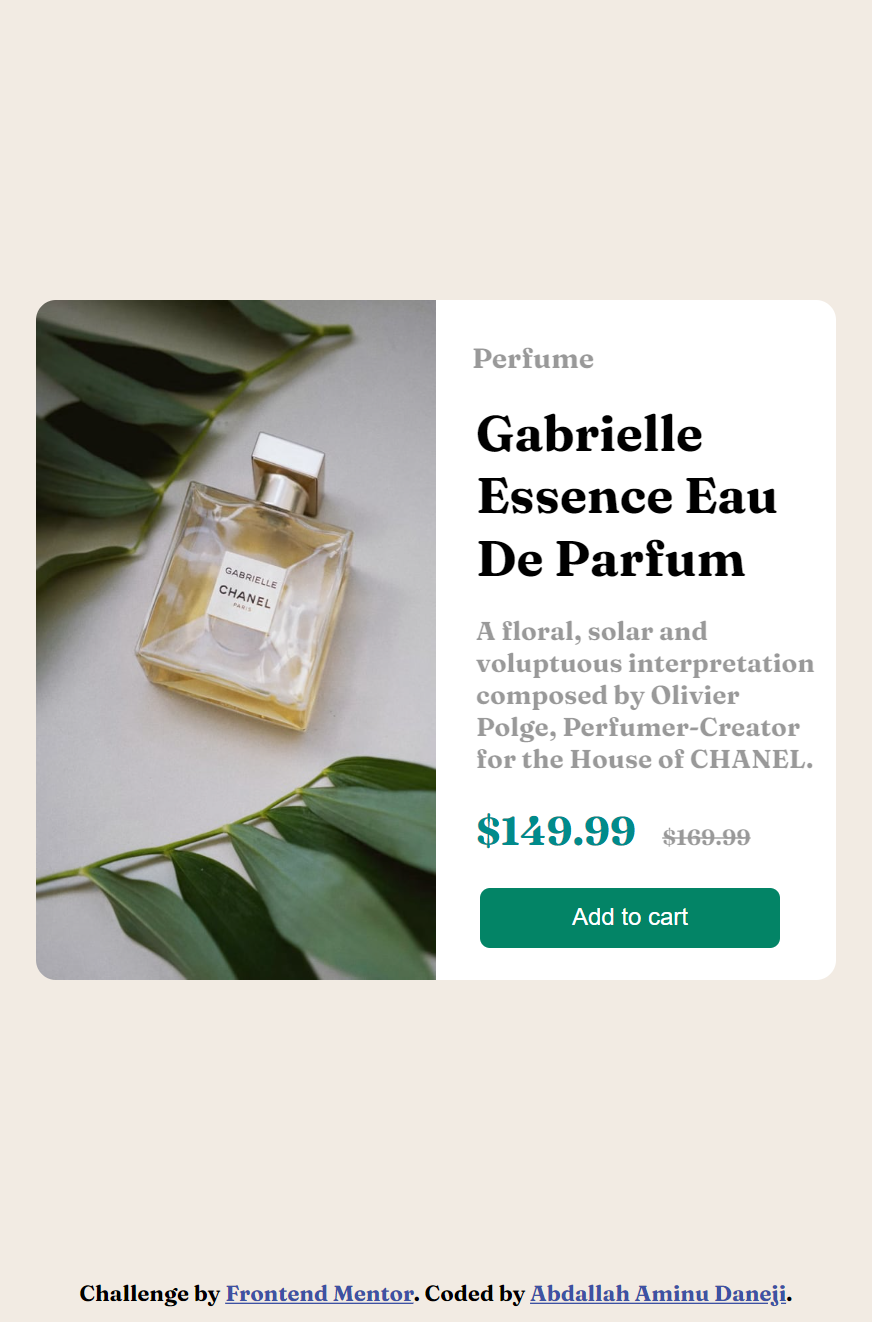 GABRIELLE
CHANEL
PARIS
Perfume
Gabrielle
Essence Eau
De Parfum
A floral, solar and
voluptuous interpretation
composed by Olivier
Polge, Perfumer-Creator
for the House of CHANEL.
$149.99 $169.99
Add to cart
Challenge by Frontend Mentor. Coded by Abdallah Aminu Daneji.